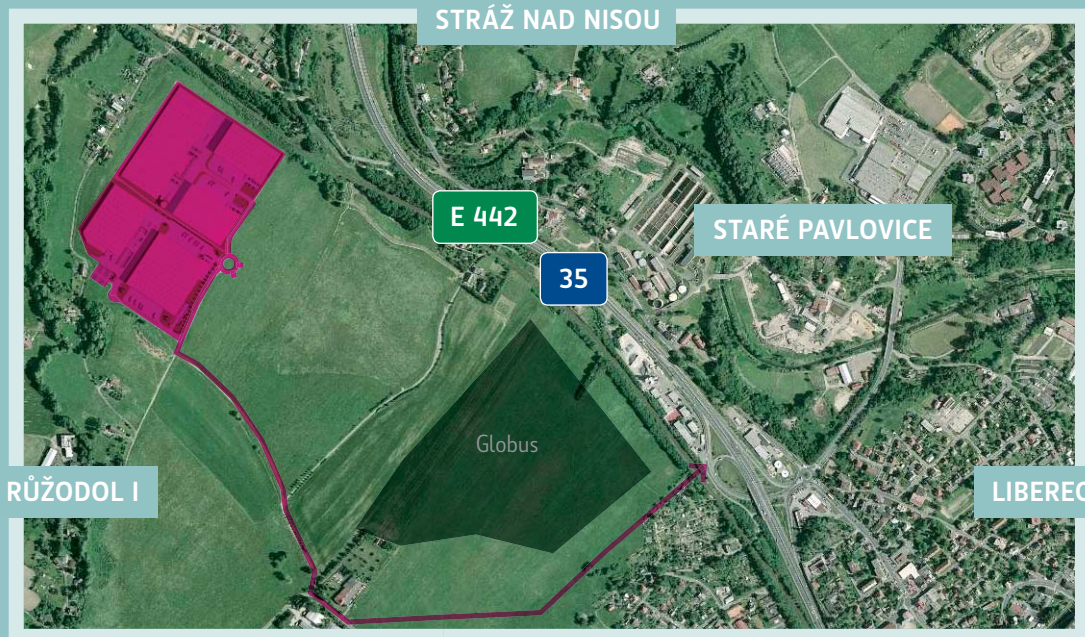 STRÁŽ NAD NISOU
E 442
STARÉ PAVLOVICE
35
Globus
RŮŽODOL I
LIBEREC